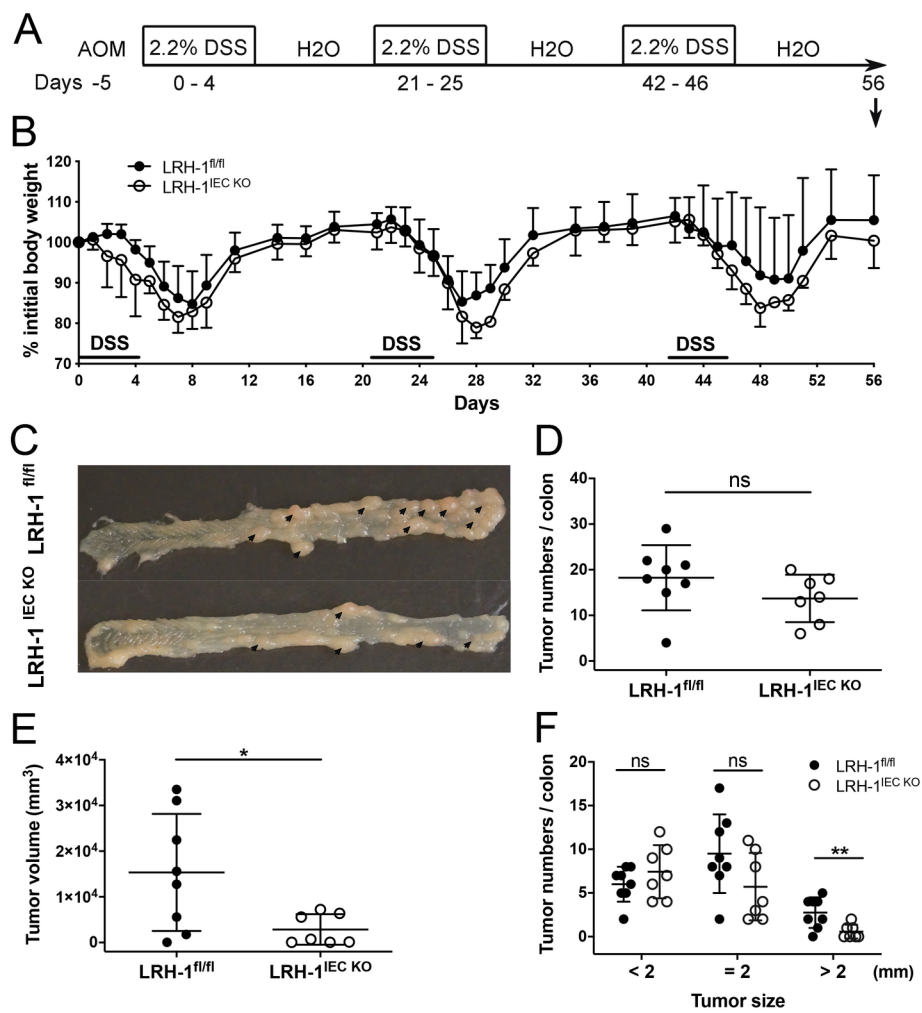 A
AOM 2.2% DSS H2O 2.2% DSS H2O 2.2% DSS H2O
Days -5 0 - 4 21 - 25 42 - 46 56
B
LRH-1fl/fl
LRH-1IEC KO
% intitial body weight
120
110
100
90
80
70
DSS DSS DSS
0 4 8 12 16 20 24 28 32 36 40 44 48 52 56
Days
C
LRH-1 fl/fl
LRH-1 IEC KO
D
Tumor numbers / colon
40
30
20
10
0
ns
LRH-1fl/fl LRH-1IEC KO
E
Tumor volume (mm3)
4×104
3×104
2×104
1×104
0
*
LRH-1fl/fl LRH-1IEC KO
F
Tumor numbers / colon
20
15
10
5
0
ns ns **
LRH-1fl/fl
LRH-1IEC KO
< 2 = 2 > 2 (mm)
Tumor size